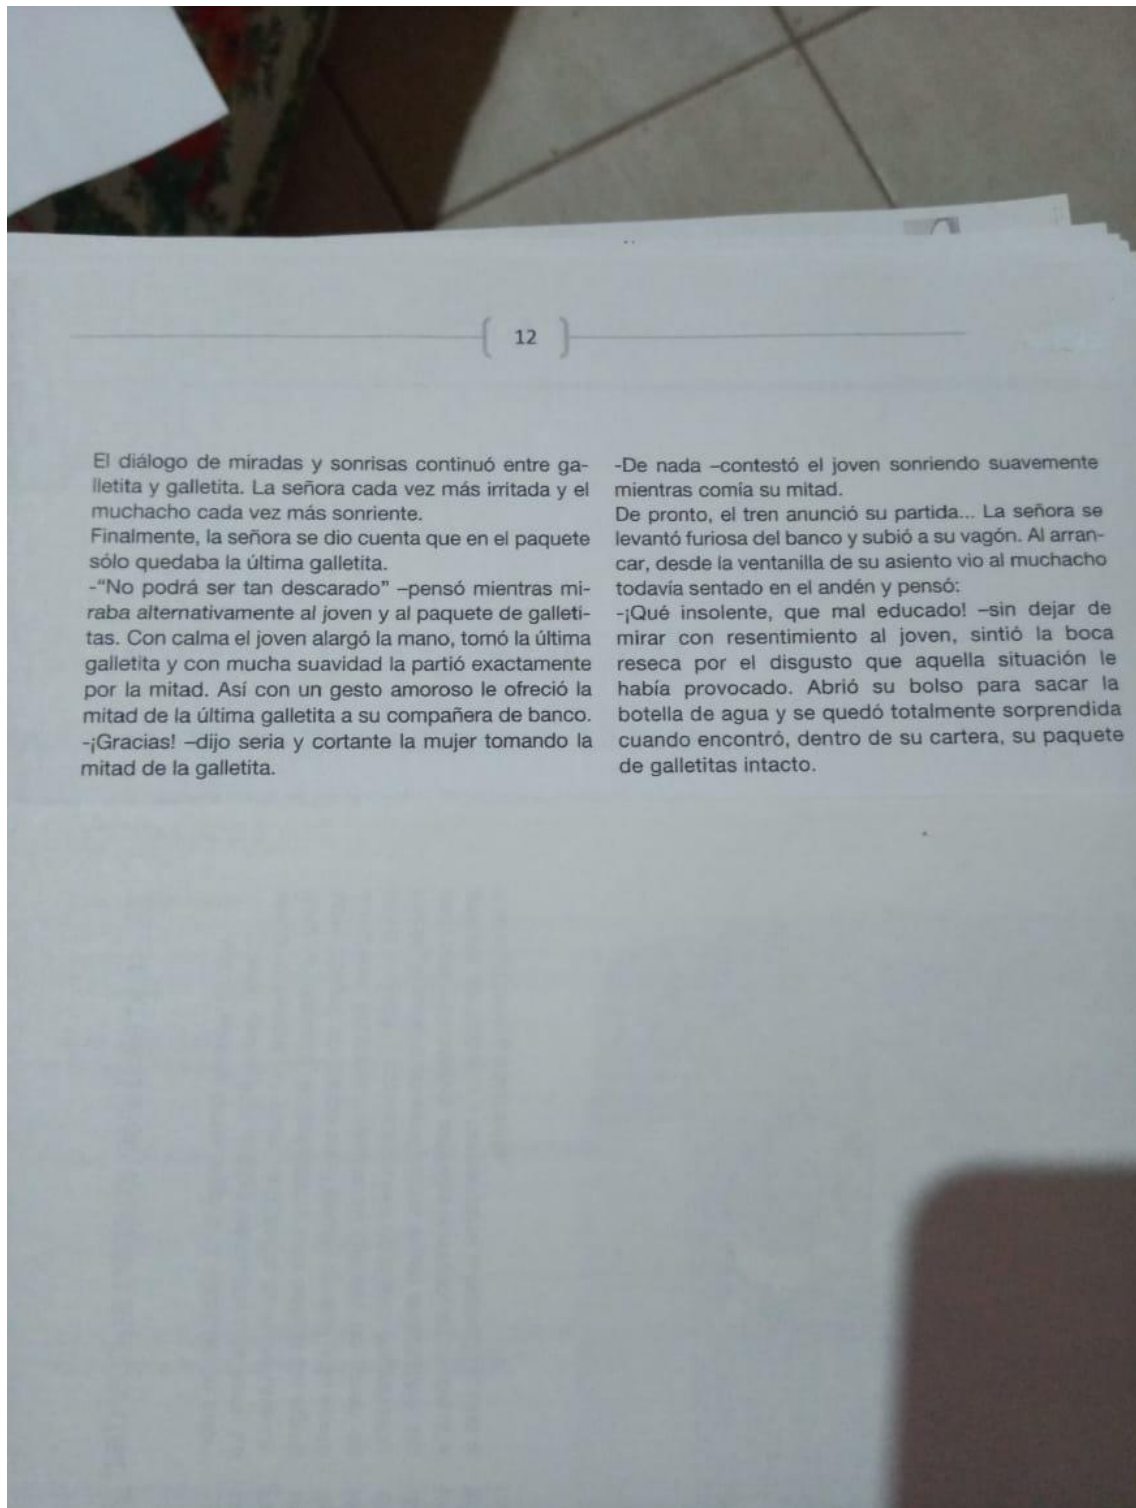 12
El diálogo de miradas y sonrisas continuó entre ga-
lletita y galletita. La señora cada vez más irritada y el
muchacho cada vez más sonriente.
Finalmente, la señora se dio cuenta que en el paquete
sólo quedaba la última galletita.
-“No podrá ser tan descarado” –pensó mientras mi-
raba alternativamente al joven y al paquete de galleti-
tas. Con calma el joven alargó la mano, tomó la última
galletita y con mucha suavidad la partió exactamente
por la mitad. Así con un gesto amoroso le ofreció la
mitad de la última galletita a su compañera de banco.
-¡Gracias! –dijo seria y cortante la mujer tomando la
mitad de la galletita.
-De nada –contestó el joven sonriendo suavemente
mientras comía su mitad.
De pronto, el tren anunció su partida... La señora se
levantó furiosa del banco y subió a su vagón. Al arran-
car, desde la ventanilla de su asiento vio al muchacho
todavía sentado en el andén y pensó:
-¡Qué insolente, que mal educado! –sin dejar de
mirar con resentimiento al joven, sintió la boca
reseca por el disgusto que aquella situación le
había provocado. Abrió su bolso para sacar la
botella de agua y se quedó totalmente sorprendida
cuando encontró, dentro de su cartera, su paquete
de galletitas intacto.